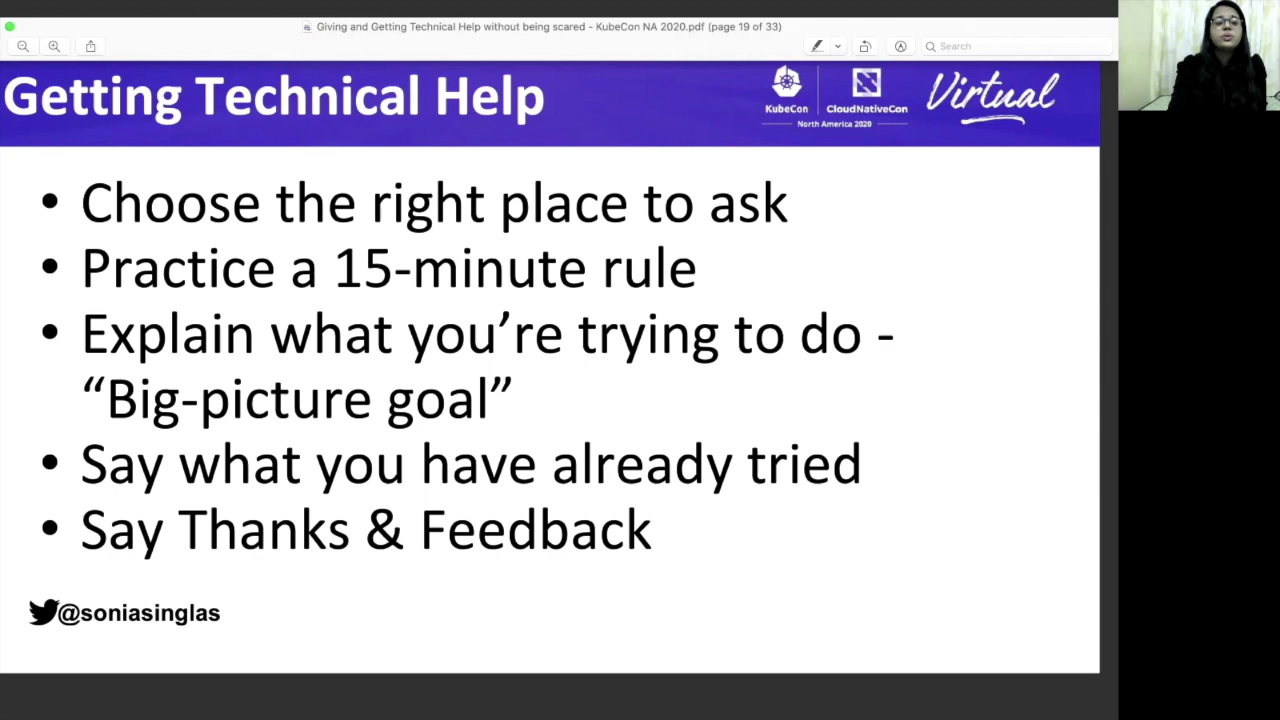 Giving and Getting Technical Help without being scared - KubeCon NA 2020.pdf (page 19 of 33)
Search
Getting Technical Help
KubeCon
CloudNativeCon
North America 2020
Virtual
• Choose the right place to ask
• Practice a 15-minute rule
• Explain what you’re trying to do -
“Big-picture goal”
• Say what you have already tried
• Say Thanks & Feedback
@soniasinglas